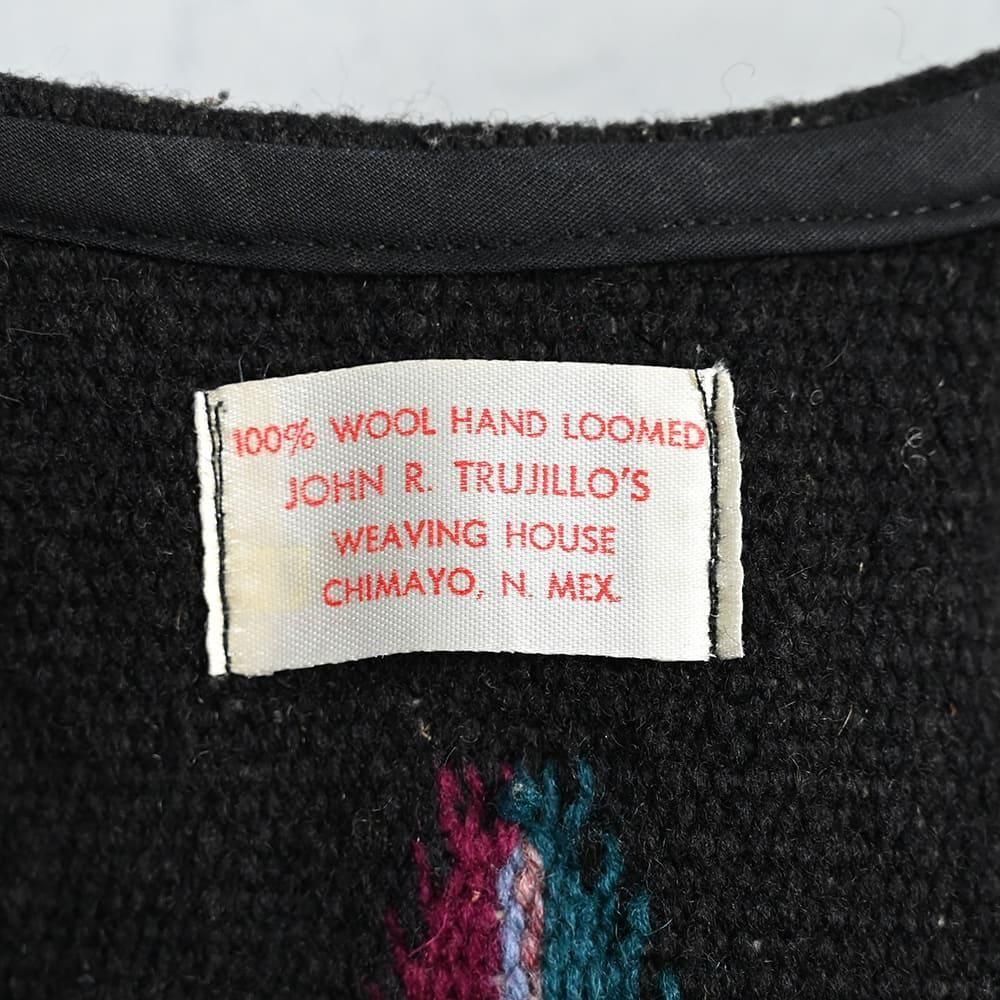 100% WOOL HAND LOOMED
JOHN R. TRUJILLO'S
WEAVING HOUSE
CHIMAYO, N. MEX.